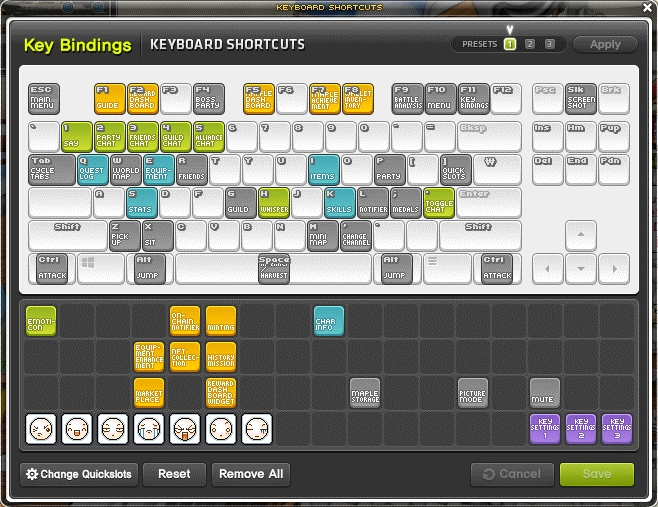 KEYBOARD SHORTCUTS
Key Bindings KEYBOARD SHORTCUTS PRESETS 1 2 3 Apply
ESC F1 F2 F3 F4 F5 F6 F7 F8 F9 F10 F11 F12 Psc Slk Brk
MAIN MENU GUIDE REWARD DASH BOARD BOSS PARTY MAPLE DASH BOARD MAPLE ACHIEVE MENT WALLET INVEN- TORY BATTLE ANALYSIS MENU KEY BINDINGS SCREEN SHOT
` 1 2 3 4 5 6 7 8 9 0 - = Bksp Ins Hm Pup
SAY PARTY CHAT FRIENDS CHAT GUILD CHAT ALLIANCE CHAT
Tab Q W E R T Y U I O P [ ] ₩ Del End Pdn
CYCLE TABS QUEST LOG WORLD MAP EQUIP- MENT FRIENDS ITEMS PARTY QUICK SLOTS
A S D F G H J K L ; ' Enter
STATS GUILD WHISPER SKILLS NOTIFIER MEDALS TOGGLE CHAT
Shift Z X C V B N M , . Shift
PICK UP SIT MINI MAP CHANGE CHANNEL
Ctrl Alt Space Alt Ctrl
ATTACK JUMP HARVEST JUMP ATTACK
EMOTI- CON ON- CHAIN NOTIFIER MINTING CHAR INFO
EQUIP- MENT ENHANCE MENT NFT COLLEC- TION HISTORY MISSION
MARKET PLACE REWARD DASH BOARD WIDGET MAPLE STORAGE PICTURE MODE MUTE
KEY SETTINGS 1 KEY SETTINGS 2 KEY SETTINGS 3
Change Quickslots Reset Remove All Cancel Save